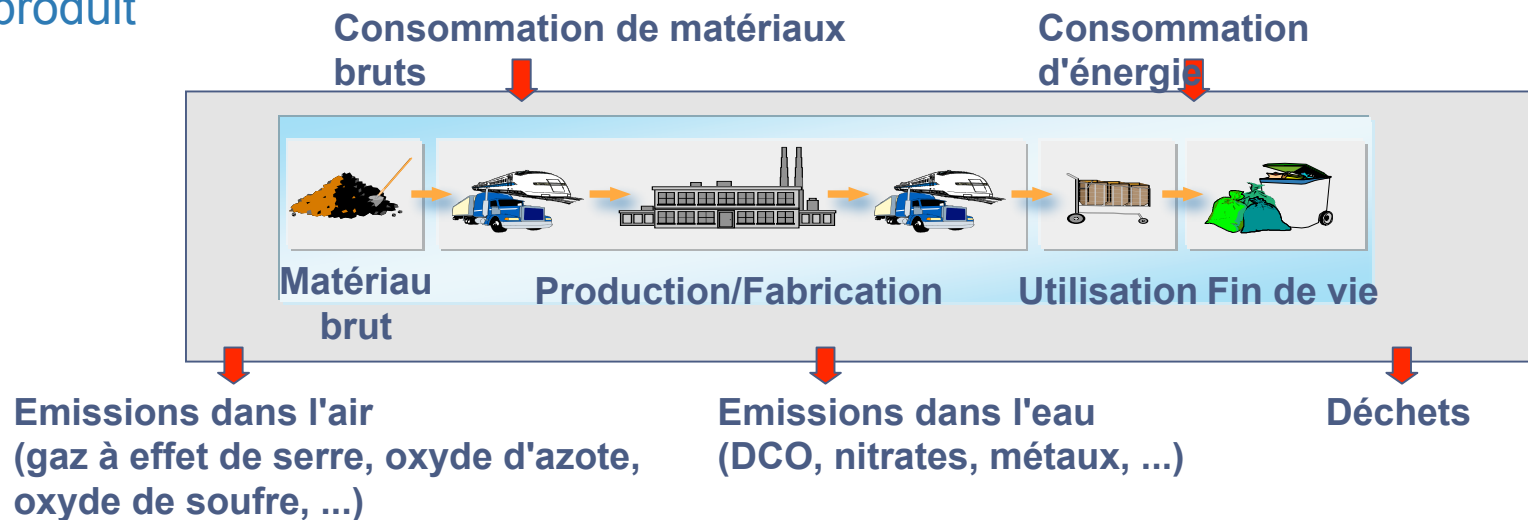 produit
Consommation de matériaux
bruts
Consommation
d'énergie
Matériau
brut
Production/Fabrication
Utilisation
Fin de vie
Emissions dans l'air
(gaz à effet de serre, oxyde d'azote,
oxyde de soufre, ...)
Emissions dans l'eau
(DCO, nitrates, métaux, ...)
Déchets